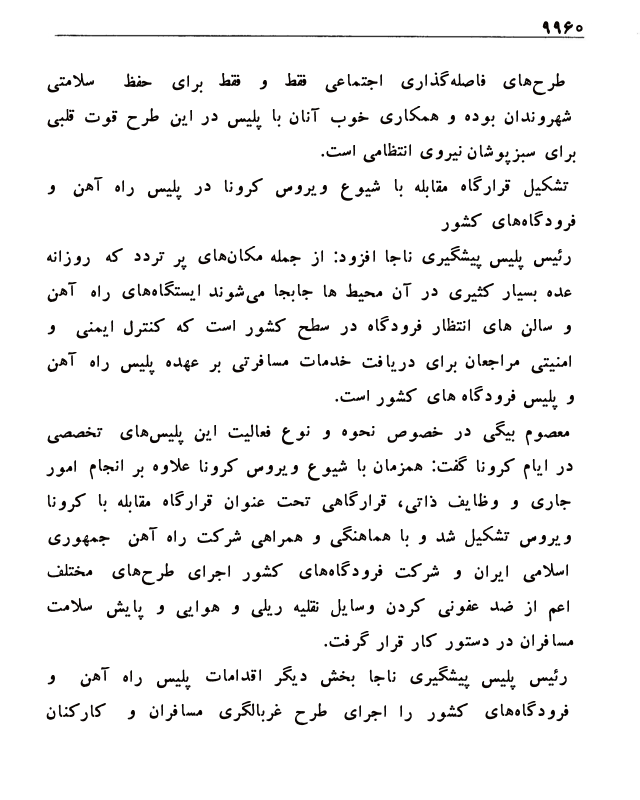 ۹۹۶۰
طرح‌های فاصله‌گذاری اجتماعی فقط و فقط برای حفظ سلامتی
شهروندان بوده و همکاری خوب آنان با پلیس در این طرح قوت قلبی
برای سبزپوشان نیروی انتظامی است.
تشکیل قرارگاه مقابله با شیوع ویروس کرونا در پلیس راه آهن و
فرودگاه‌های کشور
رئیس پلیس پیشگیری ناجا افزود: از جمله مکان‌های پر تردد که روزانه
عده بسیار کثیری در آن محیط ها جابجا می‌شوند ایستگاه‌های راه آهن
و سالن های انتظار فرودگاه در سطح کشور است که کنترل ایمنی و
امنیتی مراجعان برای دریافت خدمات مسافرتی بر عهده پلیس راه آهن
و پلیس فرودگاه های کشور است.
معصوم بیگی در خصوص نحوه و نوع فعالیت این پلیس‌های تخصصی
در ایام کرونا گفت: همزمان با شیوع ویروس کرونا علاوه بر انجام امور
جاری و وظایف ذاتی، قرارگاهی تحت عنوان قرارگاه مقابله با کرونا
ویروس تشکیل شد و با هماهنگی و همراهی شرکت راه آهن جمهوری
اسلامی ایران و شرکت فرودگاه‌های کشور اجرای طرح‌های مختلف
اعم از ضد عفونی کردن وسایل نقلیه ریلی و هوایی و پایش سلامت
مسافران در دستور کار قرار گرفت.
رئیس پلیس پیشگیری ناجا بخش دیگر اقدامات پلیس راه آهن و
فرودگاه‌های کشور را اجرای طرح غربالگری مسافران و کارکنان